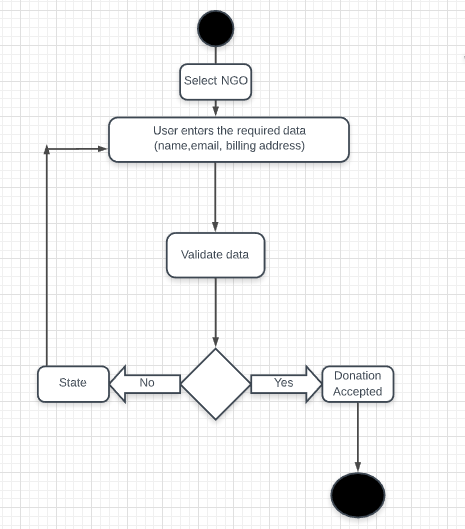 Select NGO
User enters the required data
(name,email, billing address)
Validate data
State
No
Yes
Donation
Accepted